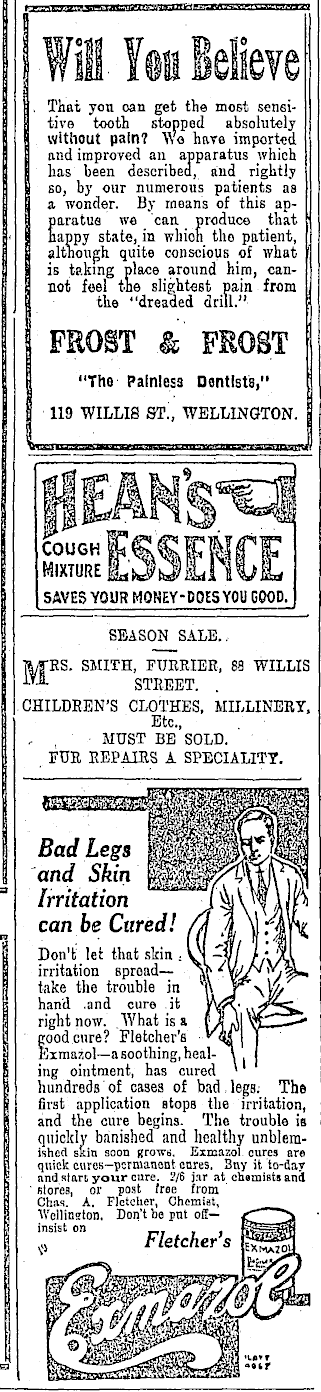 Will You Believe
That you can get the most sensi-
tive tooth stopped absolutely
without pain? We have imported
and improved an apparatus which
has been described, and rightly
so, by our numerous patients as
a wonder. By means of this ap-
paratus we can produce that
happy state, in which the patient,
although quite conscious of what
is taking place around him, can-
not feel the slightest pain from
the "dreaded drill."
FROST & FROST
"The Painless Dentists,"
119 WILLIS ST., WELLINGTON.
HEAN'S
COUGH
MIXTURE ESSENCE
SAVES YOUR MONEY-DOES YOU GOOD.
SEASON SALE.
MRS. SMITH, FURRIER, 88 WILLIS
STREET.
CHILDREN'S CLOTHES, MILLINERY,
Etc.,
MUST BE SOLD.
FUR REPAIRS A SPECIALITY.
Bad Legs
and Skin
Irritation
can be Cured!
Don't let that skin
irritation spread—
take the trouble in
hand and cure it
right now. What is a
good cure? Fletcher's
Exmazol—a soothing, heal-
ing ointment, has cured
hundreds of cases of bad legs. The
first application stops the irritation,
and the cure begins. The trouble is
quickly banished and healthy unblem-
ished skin soon grows. Exmazol cures are
quick cures—permanent cures. Buy it to-day
and start your cure. 2/6 jar at chemists and
stores, or post free from
Chas. A. Fletcher, Chemist,
Wellington. Don't be put off—
insist on
Fletcher's
EXMAZOL
Exmazol